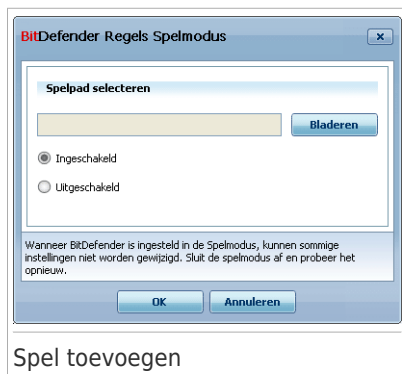 BitDefender Regels Spelmodus
Spelpad selecteren
Bladeren
Ingeschakeld
Uitgeschakeld
Wanneer BitDefender is ingesteld in de Spelmodus, kunnen sommige
instellingen niet worden gewijzigd. Sluit de spelmodus af en probeer het
opnieuw.
OK Annuleren
Spel toevoegen